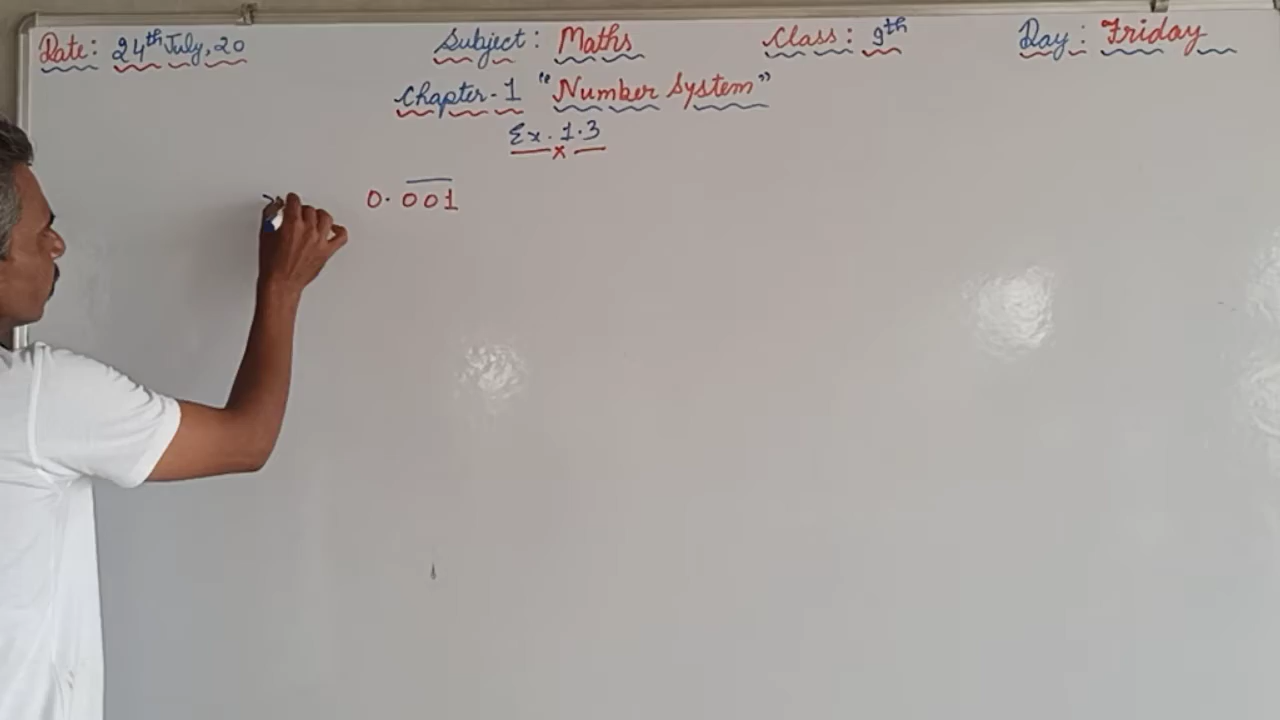 Date: 24th July, 20 Subject: Maths Class: 9th Day: Friday
Chapter-1 "Number System"
Ex. 1.3
0.001̅